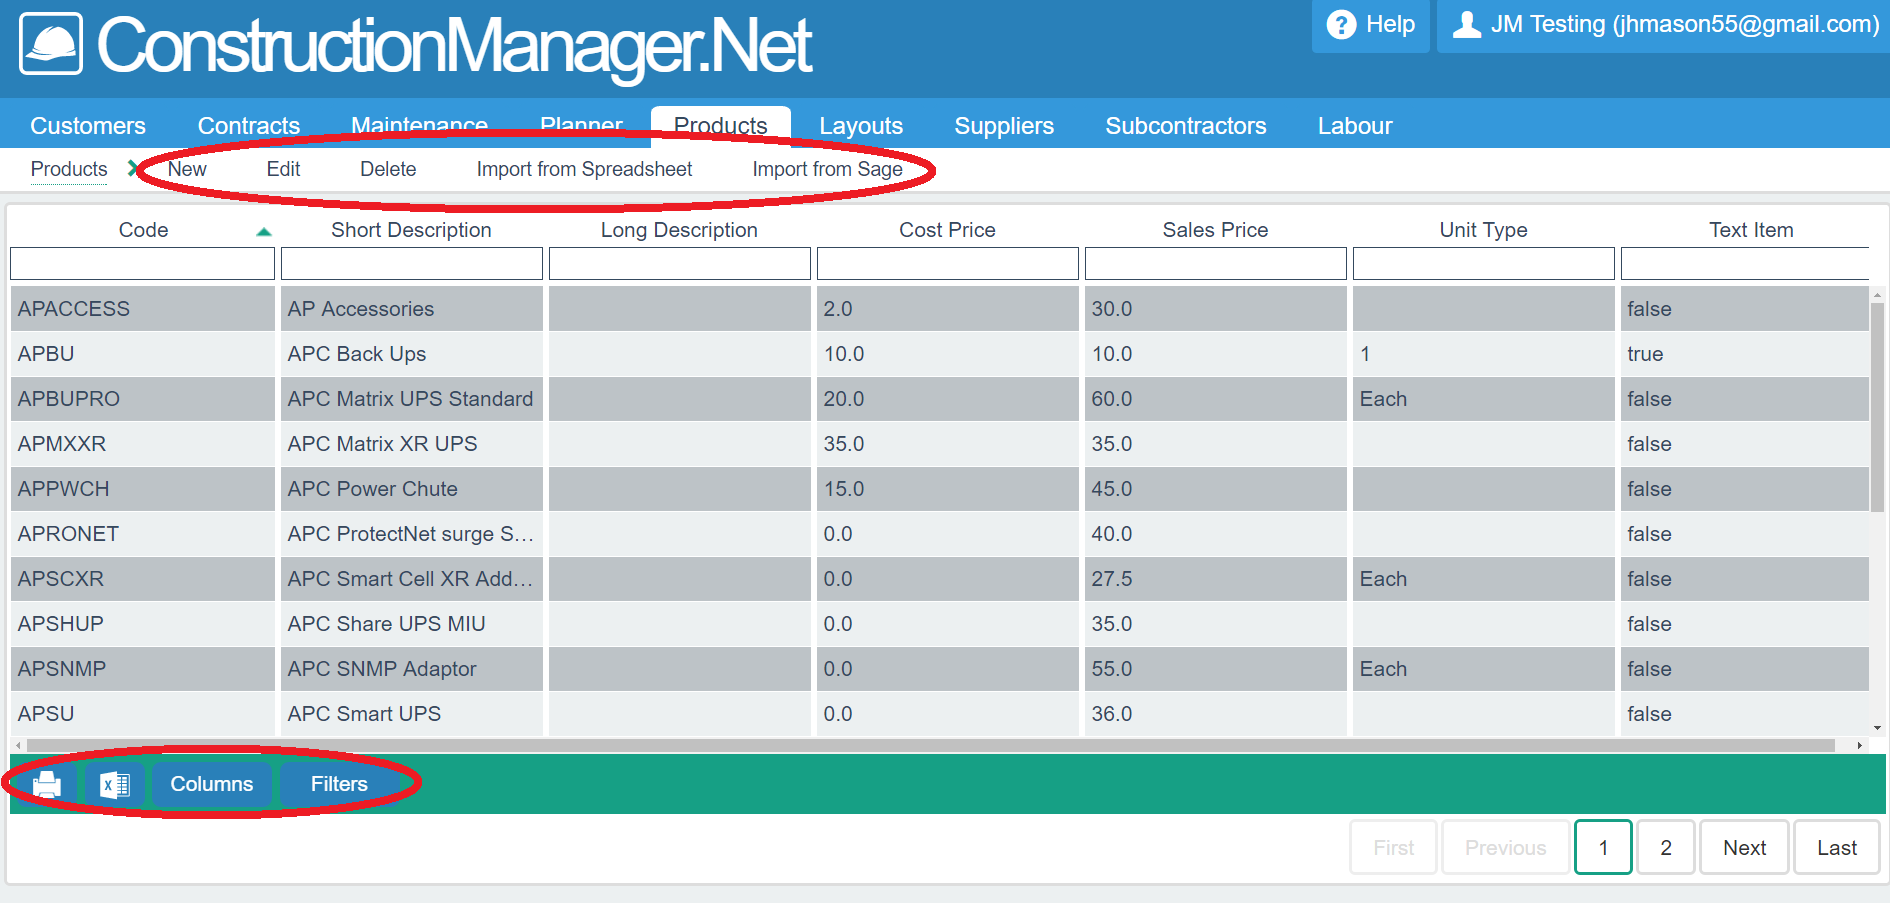 ConstructionManager.Net
? Help JM Testing (jhmason55@gmail.com)
Customers Contracts Maintenance Planner Products Layouts Suppliers Subcontractors Labour
Products New Edit Delete Import from Spreadsheet Import from Sage
Code Short Description Long Description Cost Price Sales Price Unit Type Text Item
APACCESS AP Accessories 2.0 30.0 false
APBU APC Back Ups 10.0 10.0 1 true
APBUPRO APC Matrix UPS Standard 20.0 60.0 Each false
APMXXR APC Matrix XR UPS 35.0 35.0 false
APPWCH APC Power Chute 15.0 45.0 false
APRONET APC ProtectNet surge S... 0.0 40.0 false
APSCXR APC Smart Cell XR Add... 0.0 27.5 Each false
APSHUP APC Share UPS MIU 0.0 35.0 false
APSNMP APC SNMP Adaptor 0.0 55.0 Each false
APSU APC Smart UPS 0.0 36.0 false
X Columns Filters
First Previous 1 2 Next Last